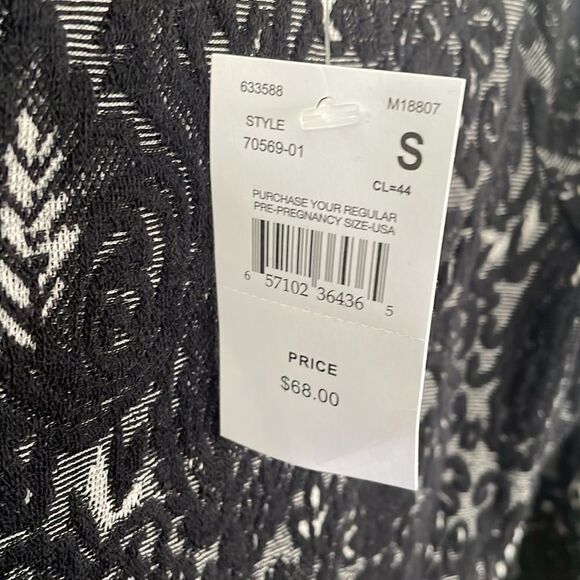 633588 M18807
STYLE
70569-01
S
CL=44
PURCHASE YOUR REGULAR
PRE-PREGNANCY SIZE-USA
6 57102 36436 5
PRICE
$68.00